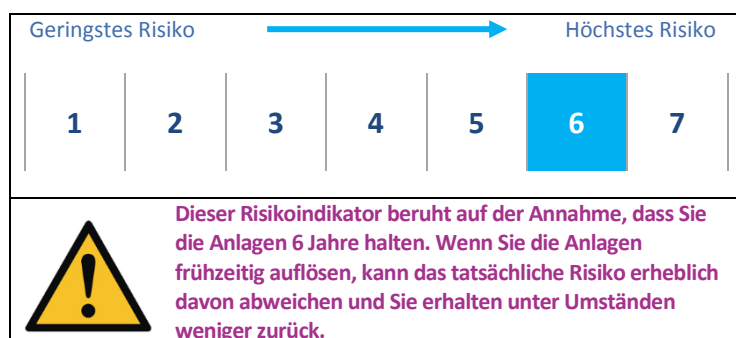 Geringstes Risiko Höchstes Risiko
1 2 3 4 5 6 7
Dieser Risikoindikator beruht auf der Annahme, dass Sie
die Anlagen 6 Jahre halten. Wenn Sie die Anlagen
frühzeitig auflösen, kann das tatsächliche Risiko erheblich
davon abweichen und Sie erhalten unter Umständen
weniger zurück.